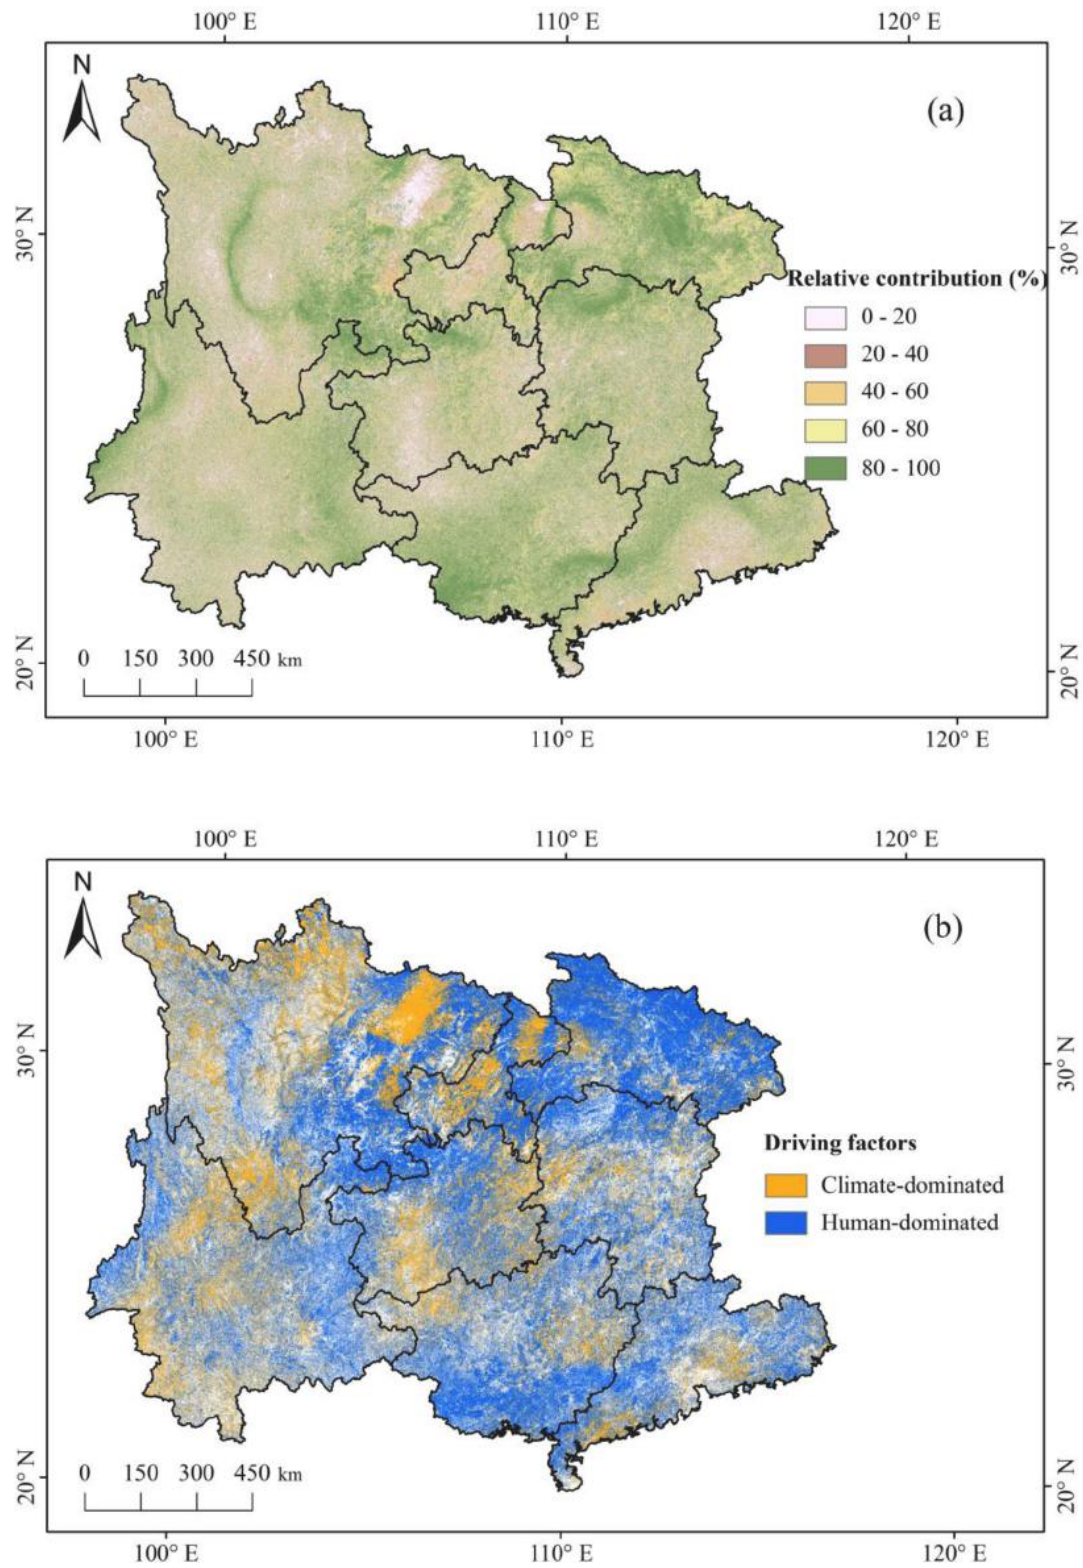 100° E 110° E 120° E
N
(a)
30° N 30° N
Relative contribution (%)
0 - 20
20 - 40
40 - 60
60 - 80
80 - 100
20° N 20° N
0 150 300 450 km
100° E 110° E 120° E
100° E 110° E 120° E
N
(b)
30° N 30° N
Driving factors
Climate-dominated
Human-dominated
20° N 20° N
0 150 300 450 km
100° E 110° E 120° E